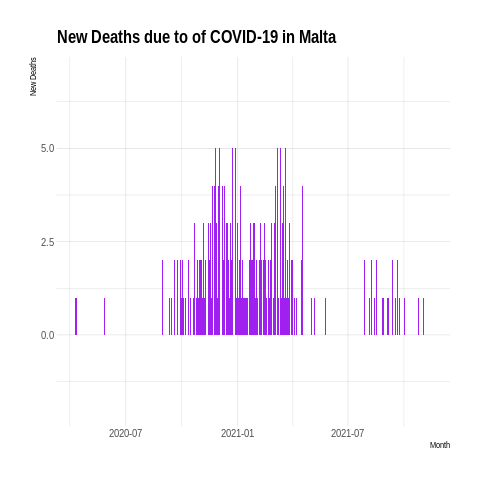 New Deaths due to of COVID-19 in Malta
New Deaths
5.0
2.5
0.0
2020-07 2021-01 2021-07
Month